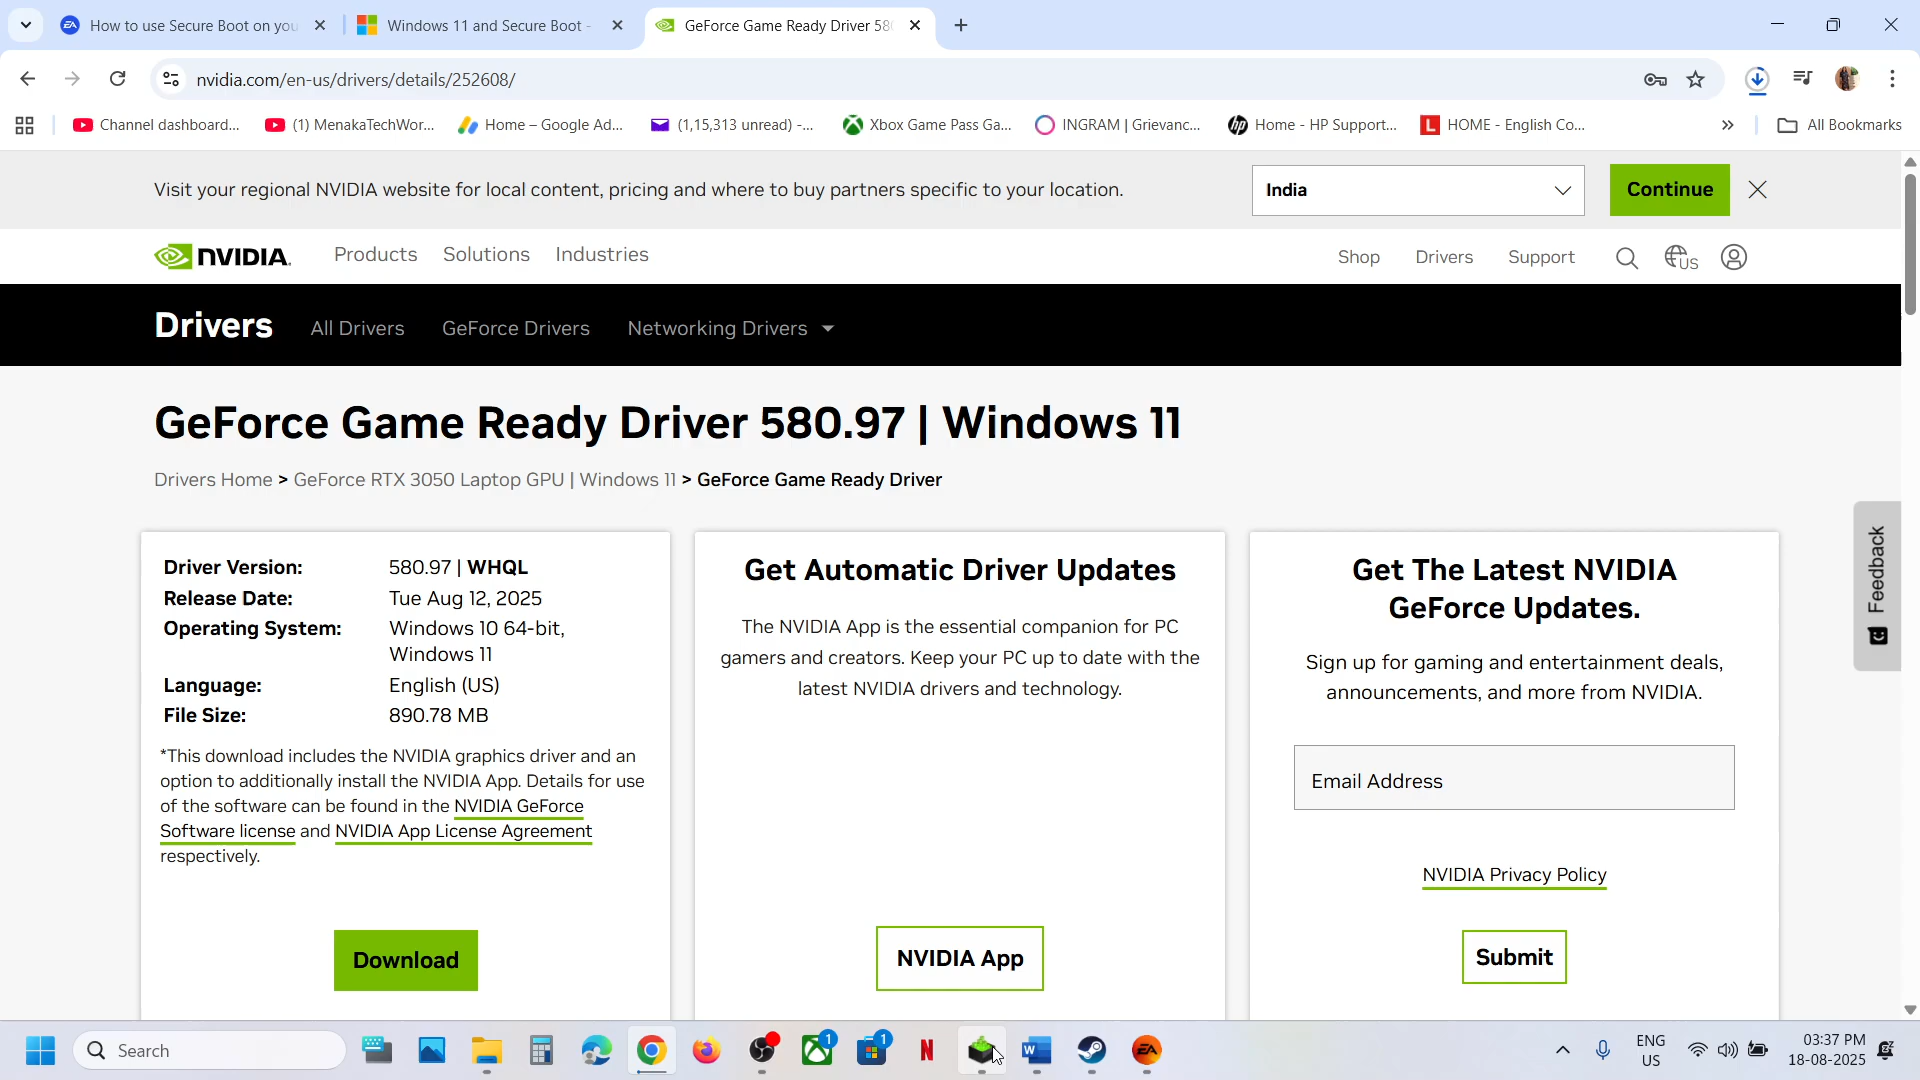 How to use Secure Boot on you
Windows 11 and Secure Boot -
GeForce Game Ready Driver 58
nvidia.com/en-us/drivers/details/252608/
Channel dashboard...
(1) MenakaTechWor...
Home – Google Ad...
(1,15,313 unread) -...
Xbox Game Pass Ga...
INGRAM | Grievanc...
Home - HP Support...
HOME - English Co...
All Bookmarks
Visit your regional NVIDIA website for local content, pricing and where to buy partners specific to your location.
India
Continue
NVIDIA.
Products
Solutions
Industries
Shop
Drivers
Support
US
Drivers
All Drivers
GeForce Drivers
Networking Drivers
GeForce Game Ready Driver 580.97 | Windows 11
Drivers Home > GeForce RTX 3050 Laptop GPU | Windows 11 > GeForce Game Ready Driver
Driver Version: 580.97 | WHQL
Release Date: Tue Aug 12, 2025
Operating System: Windows 10 64-bit,
Windows 11
Language: English (US)
File Size: 890.78 MB
*This download includes the NVIDIA graphics driver and an
option to additionally install the NVIDIA App. Details for use
of the software can be found in the NVIDIA GeForce
Software license and NVIDIA App License Agreement
respectively.
Download
Get Automatic Driver Updates
The NVIDIA App is the essential companion for PC
gamers and creators. Keep your PC up to date with the
latest NVIDIA drivers and technology.
NVIDIA App
Get The Latest NVIDIA
GeForce Updates.
Sign up for gaming and entertainment deals,
announcements, and more from NVIDIA.
Email Address
NVIDIA Privacy Policy
Submit
Feedback
Search
1
1
ENG
US
03:37 PM
18-08-2025